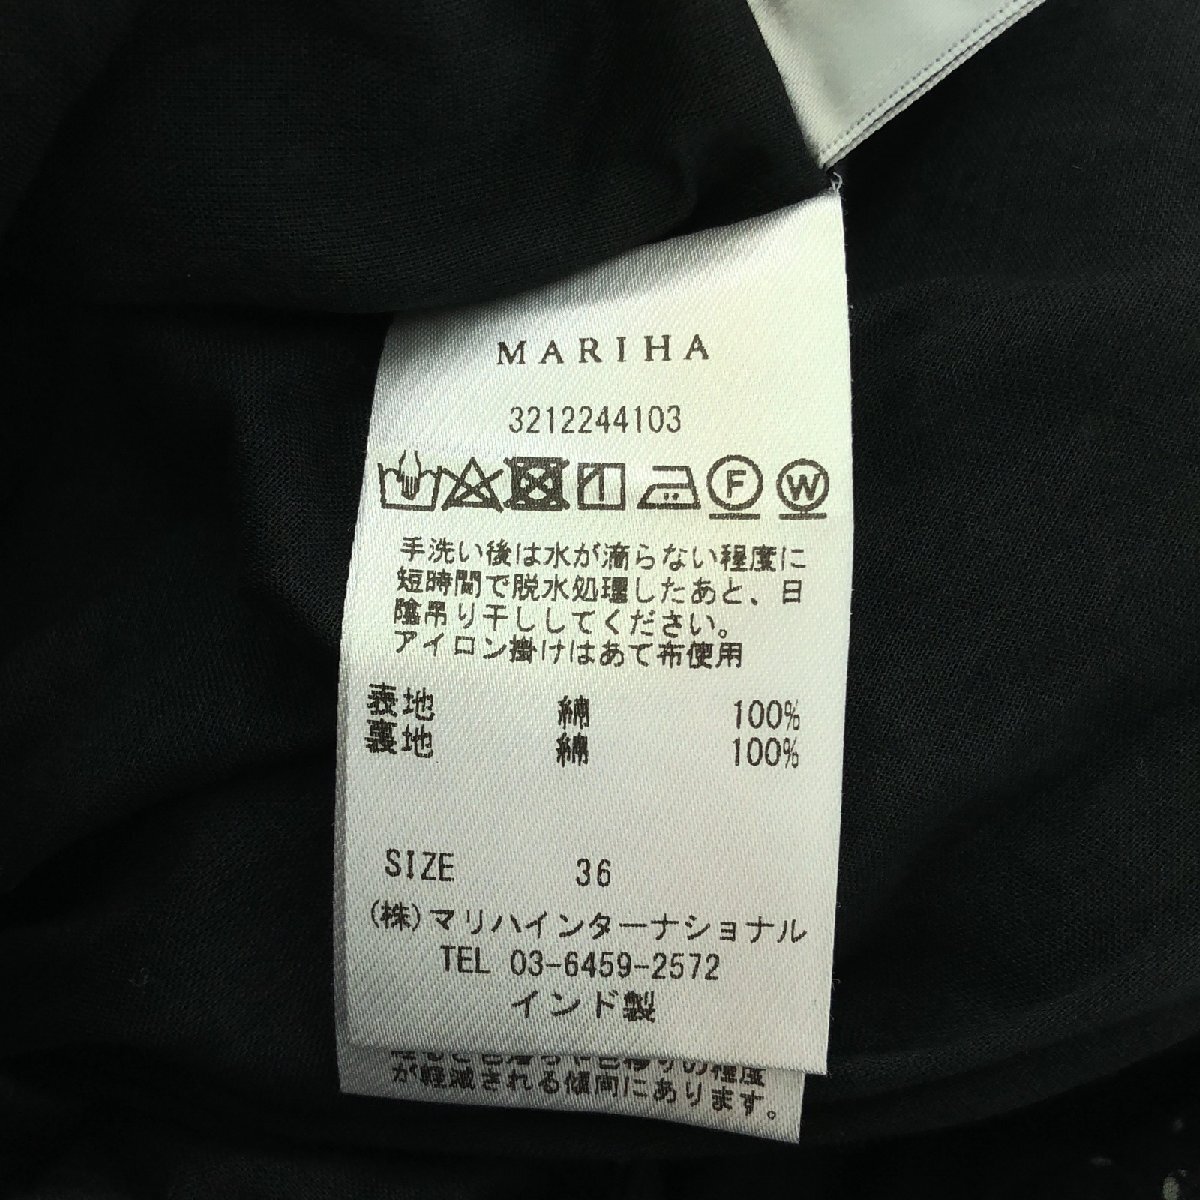 MARIHA
3212244103
F W
手洗い後は水が滴らない程度に
短時間で脱水処理したあと、日
陰吊り干ししてください。
アイロン掛けはあて布使用
表地 綿 100%
裏地 綿 100%
SIZE 36
(株)マリハインターナショナル
TEL 03-6459-2572
インド製
の程度
が軽減される傾向にあります。